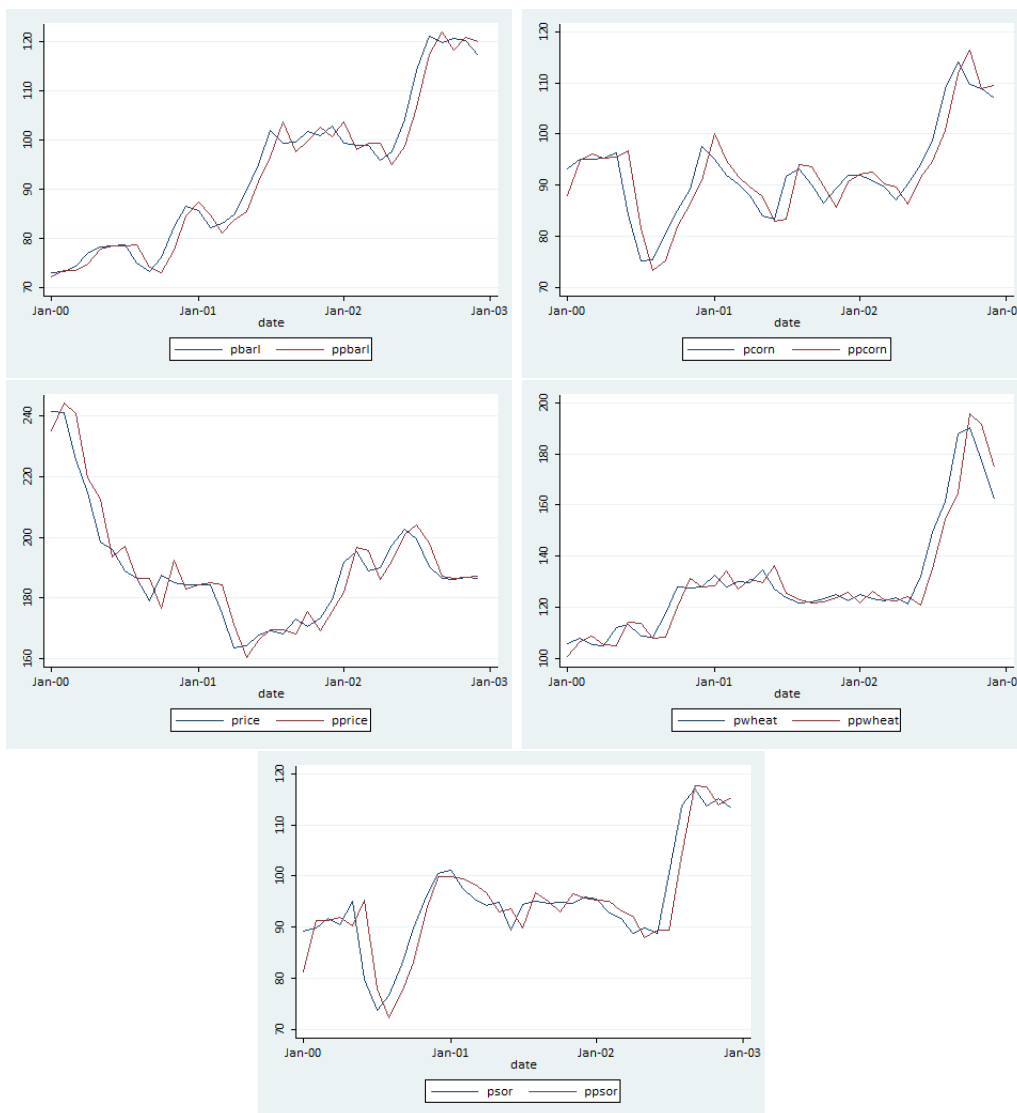 120
110
100
90
80
70
Jan-00 Jan-01 Jan-02 Jan-03
date
pbarl ppbarl
120
110
100
90
80
70
Jan-00 Jan-01 Jan-02 Jan-0
date
pcorn ppcorn
240
220
200
180
160
Jan-00 Jan-01 Jan-02 Jan-03
date
price pprice
200
180
160
140
120
100
Jan-00 Jan-01 Jan-02 Jan-0
date
pwheat ppwheat
120
110
100
90
80
70
Jan-00 Jan-01 Jan-02 Jan-03
date
psor ppsor